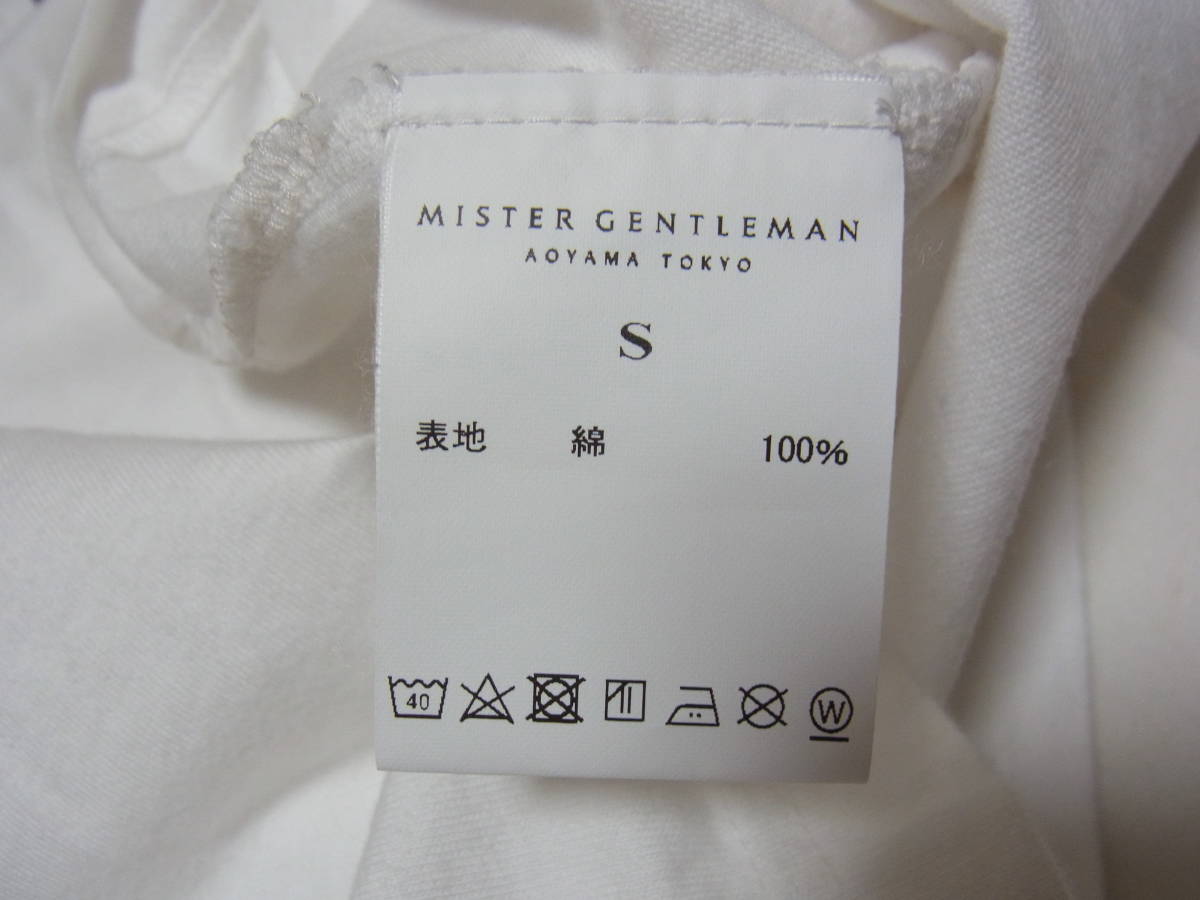 MISTER GENTLEMAN
AOYAMA TOKYO
S
表地 綿 100%
40 W